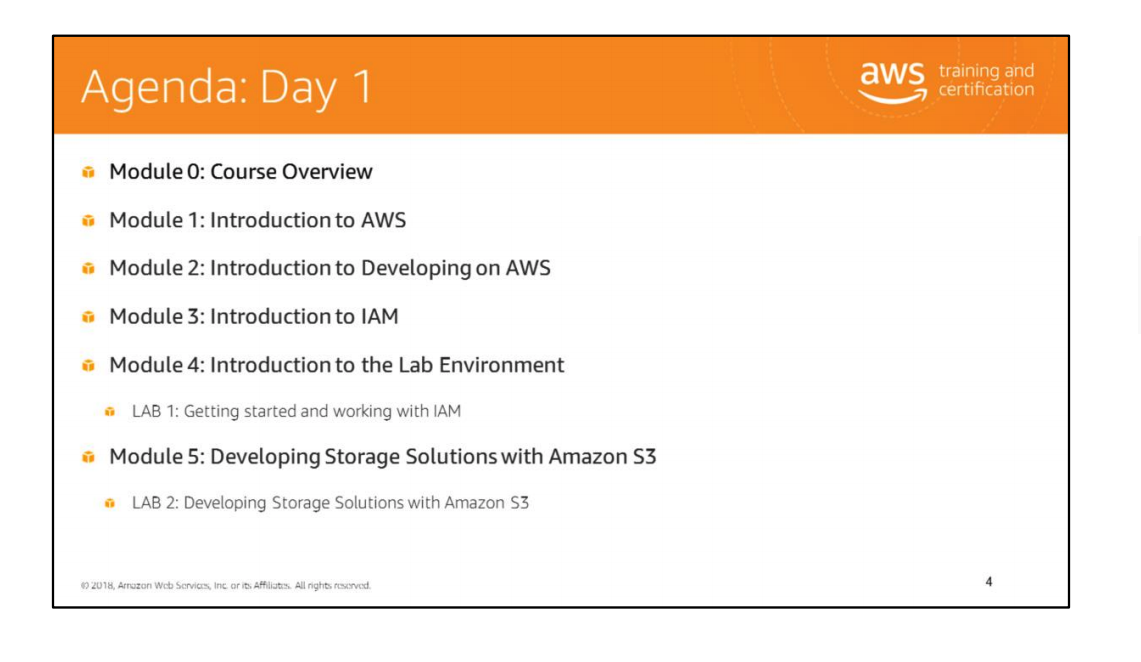 Agenda: Day 1
aws training and
certification
Module 0: Course Overview
Module 1: Introduction to AWS
Module 2: Introduction to Developing on AWS
Module 3: Introduction to IAM
Module 4: Introduction to the Lab Environment
LAB 1: Getting started and working with IAM
Module 5: Developing Storage Solutions with Amazon S3
LAB 2: Developing Storage Solutions with Amazon S3
© 2018, Amazon Web Services, Inc. or its Affiliates. All rights reserved.
4